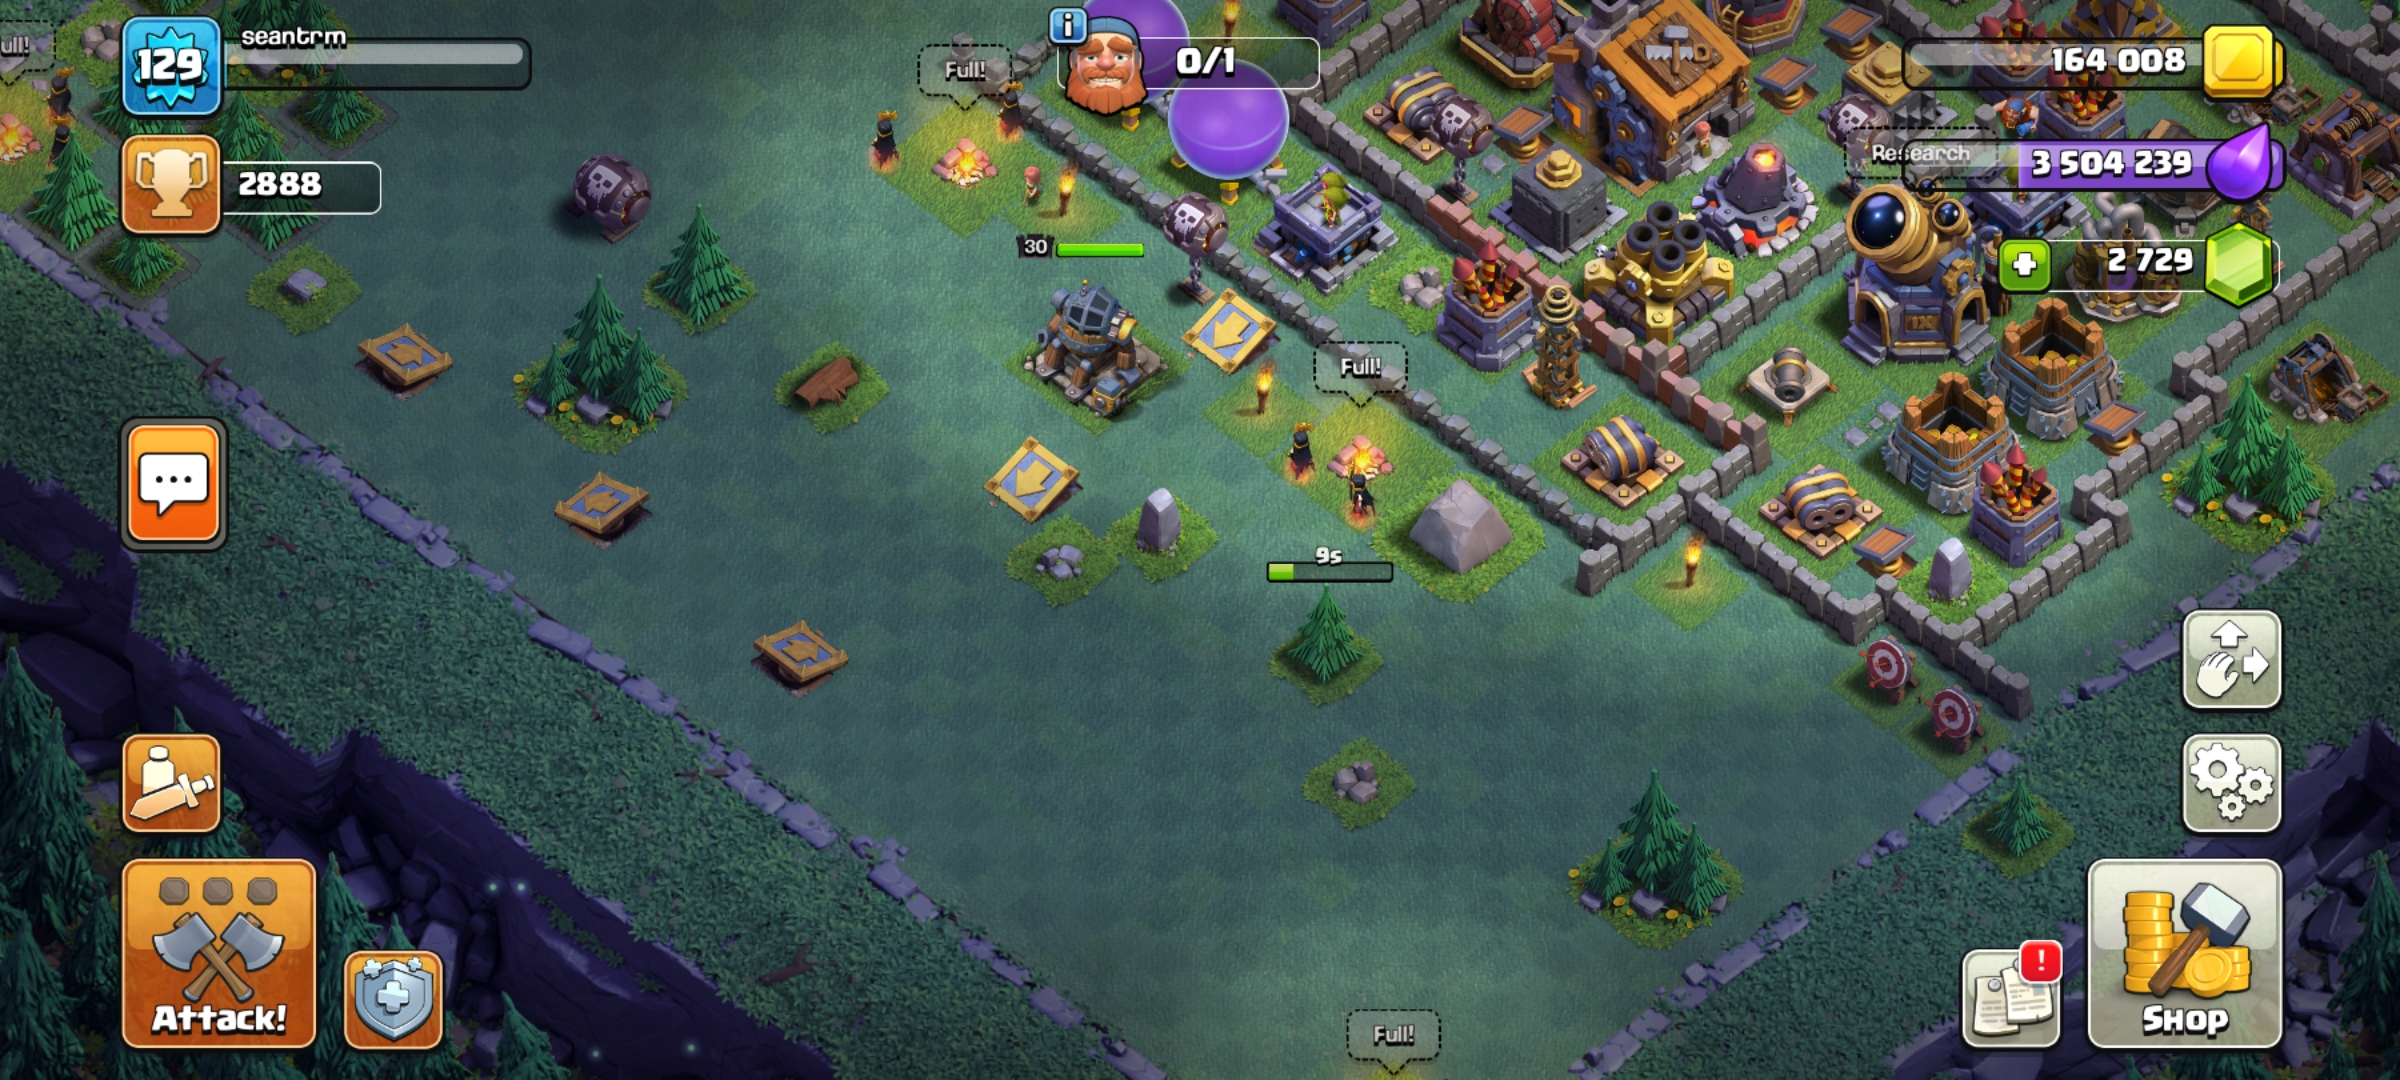 ull!
129
seantrm
Full!
i
0/1
164 008
2888
Research
3 504 239
30
2 729
Full!
9s
Attack!
Full!
!
Shop